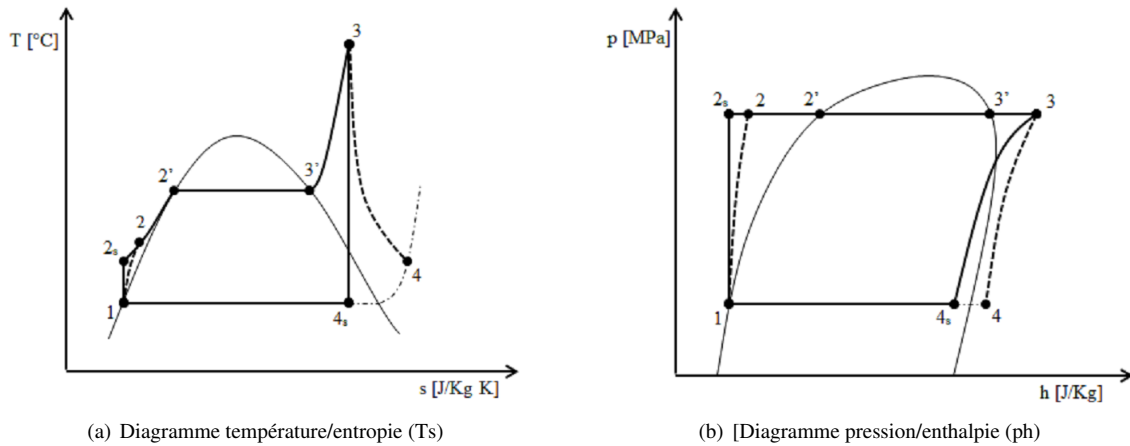 T [°C]
3
2'
3'
2
2s
4
1
4s
s [J/Kg K]
(a) Diagramme température/entropie (Ts)
p [MPa]
2s 2 2' 3' 3
1 4s 4
h [J/Kg]
(b) [Diagramme pression/enthalpie (ph)